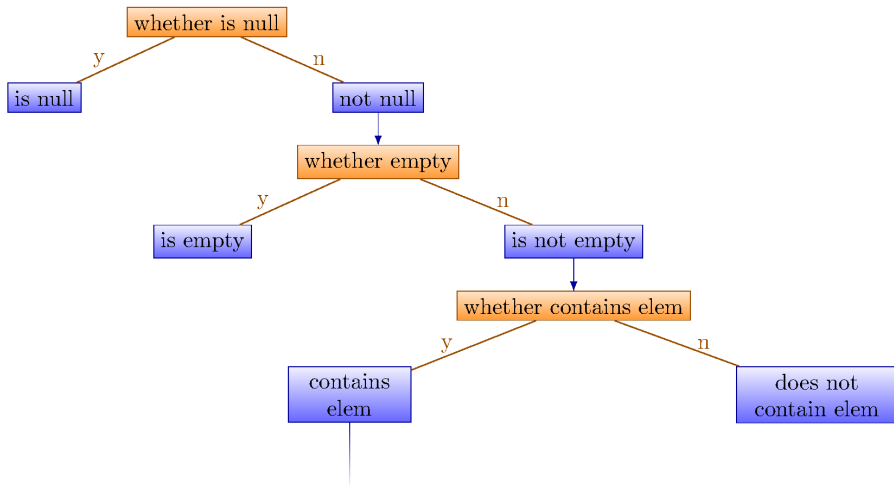 whether is null
y
n
is null
not null
whether empty
y
n
is empty
is not empty
whether contains elem
y
n
contains
elem
does not
contain elem